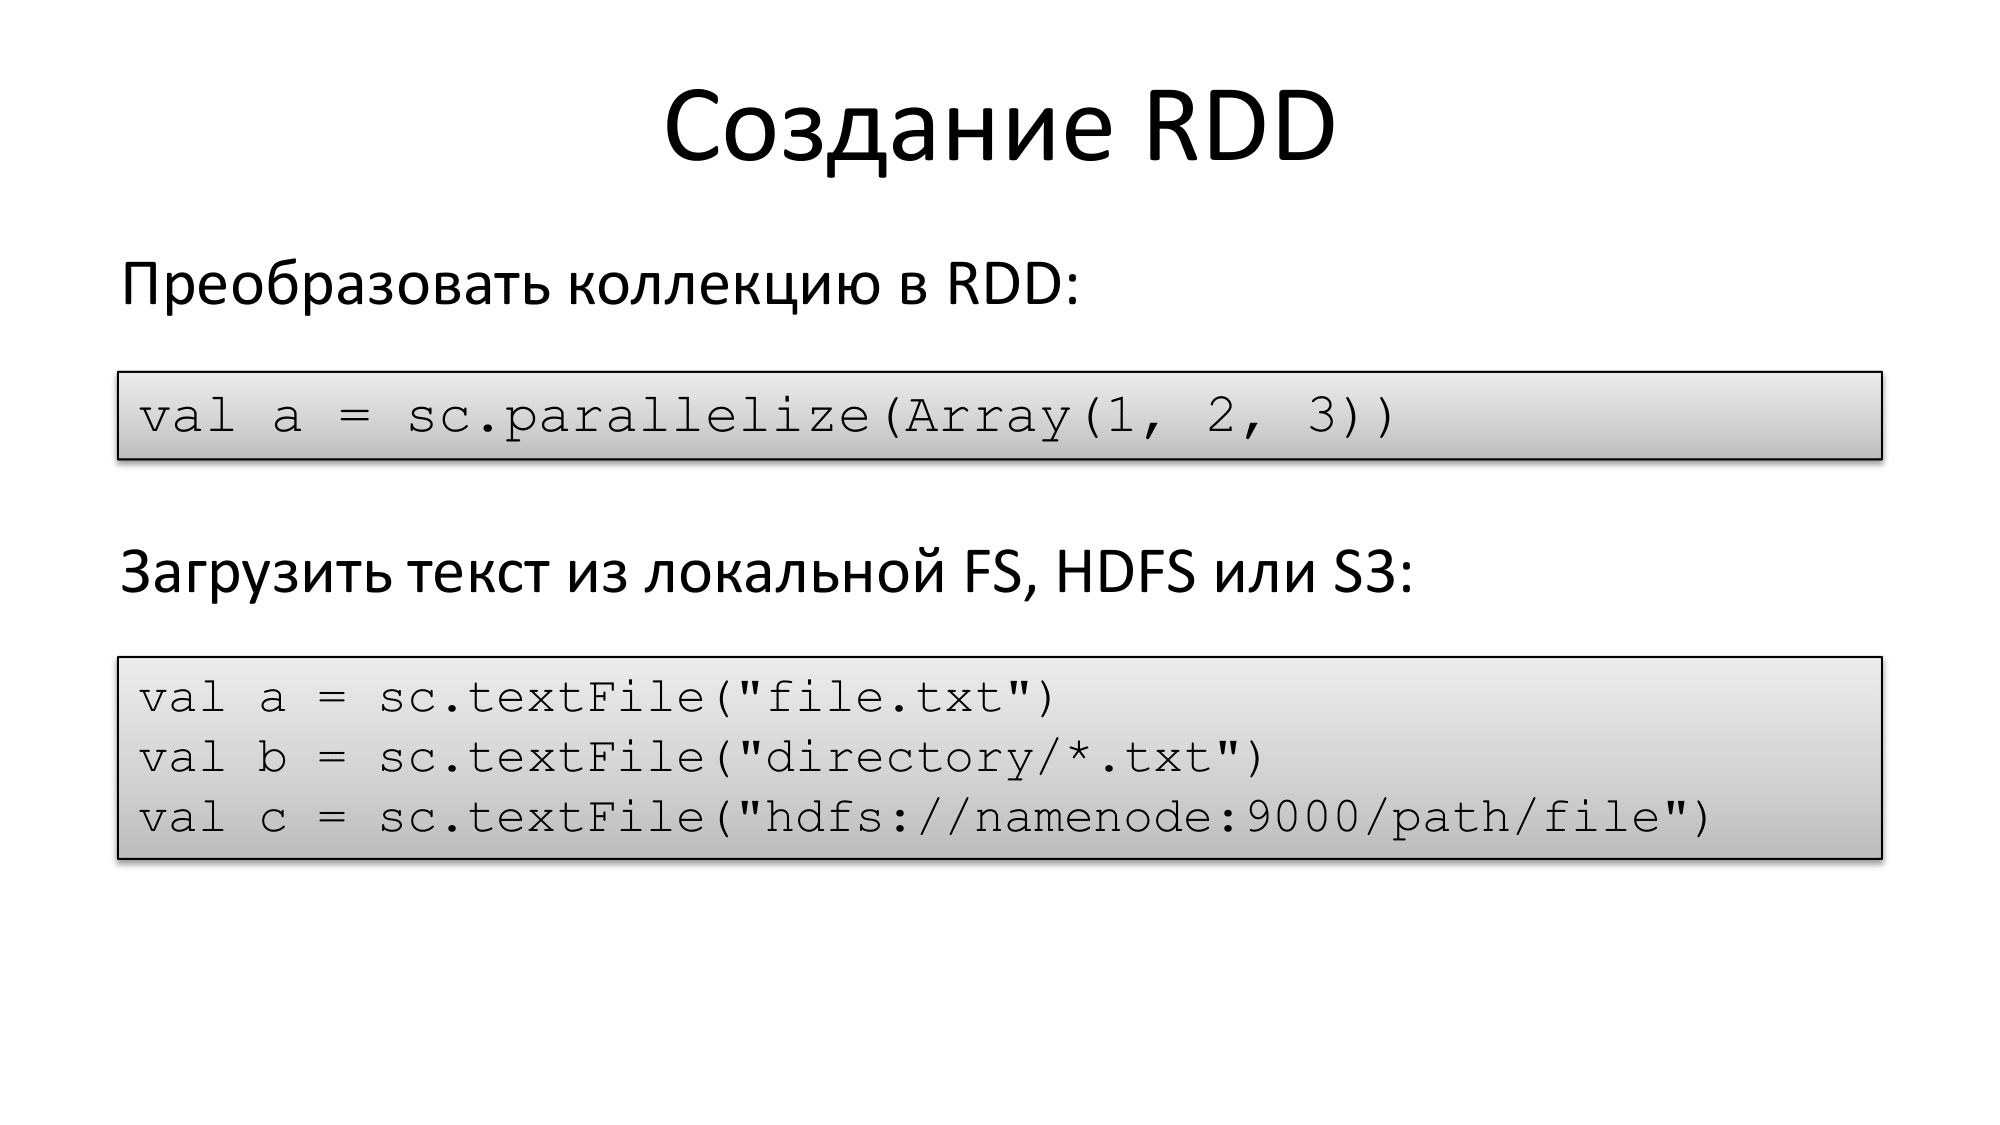 Создание RDD
Преобразовать коллекцию в RDD:
val a = sc.parallelize(Array(1, 2, 3))
Загрузить текст из локальной FS, HDFS или S3:
val a = sc.textFile("file.txt")
val b = sc.textFile("directory/*.txt")
val c = sc.textFile("hdfs://namenode:9000/path/file")